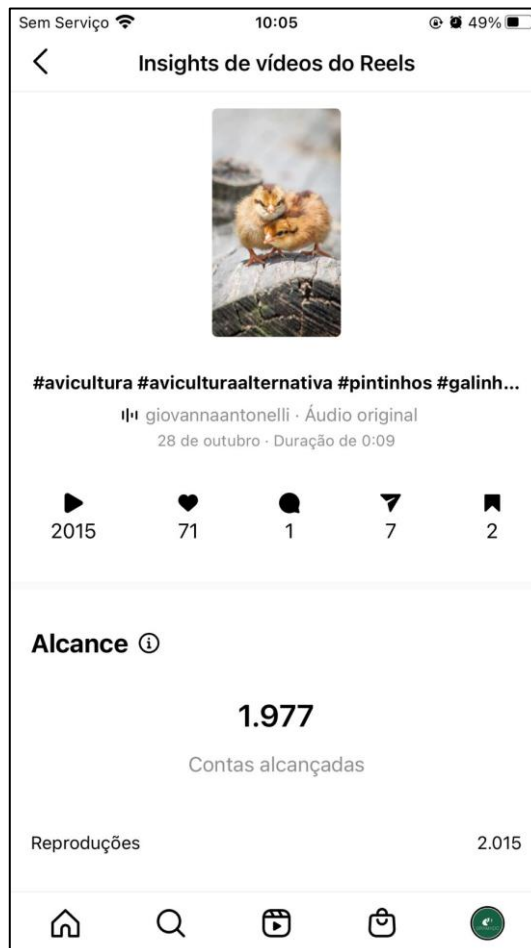 Sem Serviço 10:05 49%
Insights de vídeos do Reels
#avicultura #aviculturaalternativa #pintinhos #galinh...
giovannaantonelli · Áudio original
28 de outubro · Duração de 0:09
2015 71 1 7 2
Alcance
1.977
Contas alcançadas
Reproduções 2.015